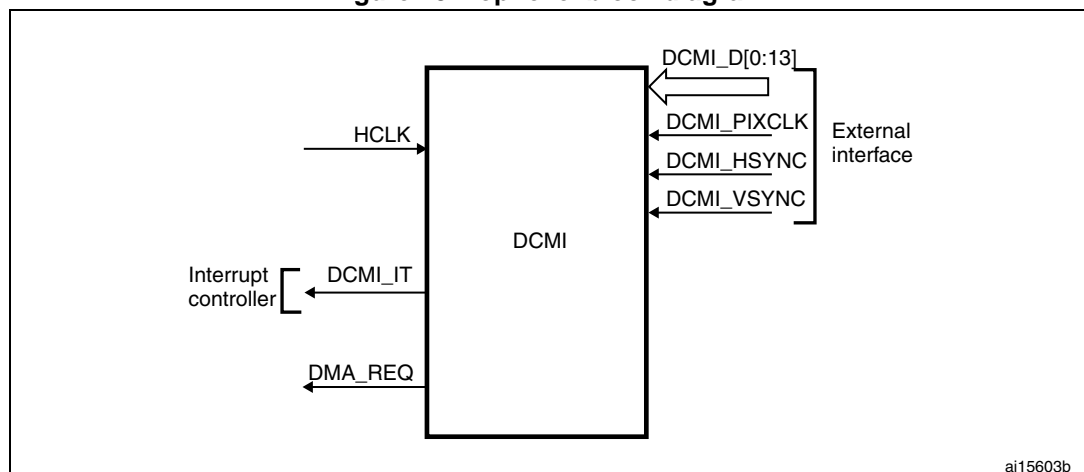 DCMI_D[0:13]
DCMI_PIXCLK
External
interface
HCLK
DCMI_HSYNC
DCMI_VSYNC
DCMI
Interrupt
controller
DCMI_IT
DMA_REQ
ai15603b